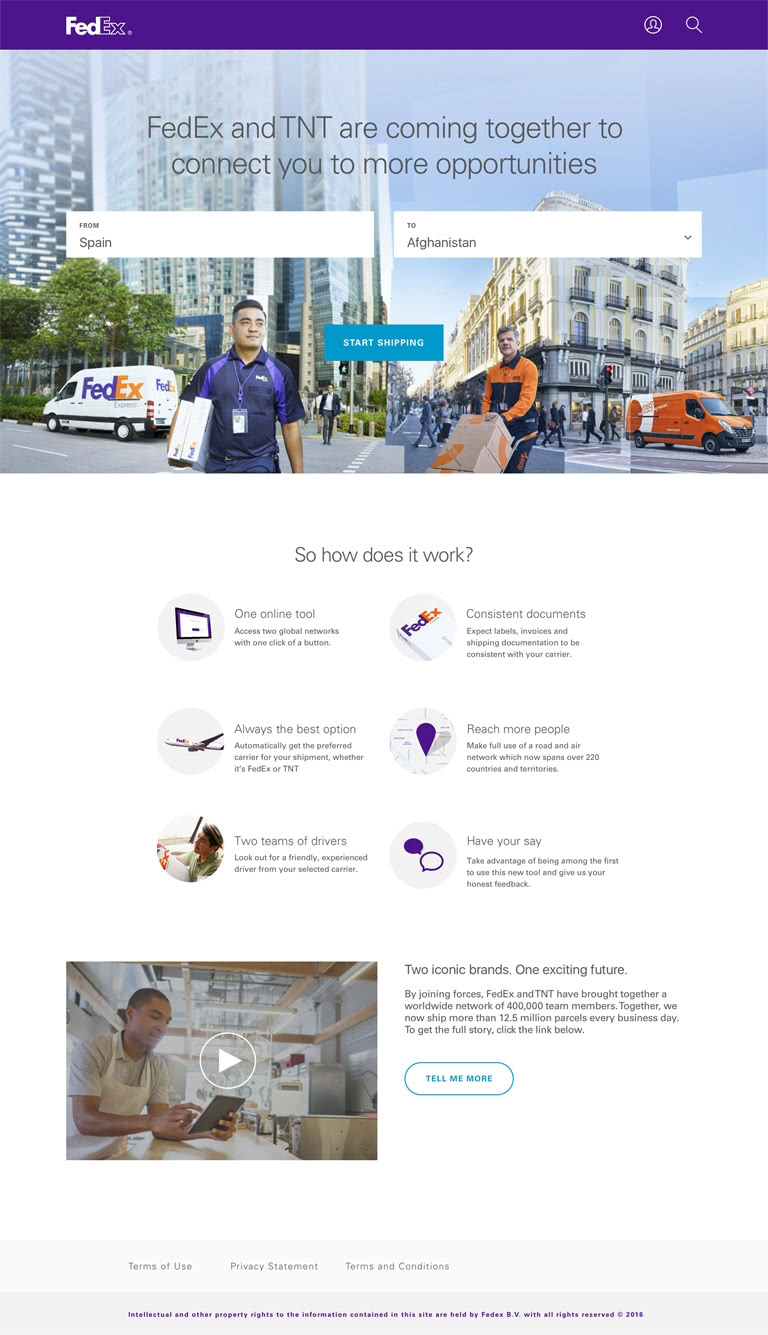 FedEx®
FedEx and TNT are coming together to
connect you to more opportunities
FROM
Spain
TO
Afghanistan
START SHIPPING
FedEx
Express
FedEx
FedEx
So how does it work?
One online tool
Access two global networks
with one click of a button.
FedEx
Consistent documents
Expect labels, invoices and
shipping documentation to be
consistent with your carrier.
FedEx
Always the best option
Automatically get the preferred
carrier for your shipment, whether
it's FedEx or TNT
Reach more people
Make full use of a road and air
network which now spans over 220
countries and territories.
Two teams of drivers
Look out for a friendly, experienced
driver from your selected carrier.
Have your say
Take advantage of being among the first
to use this new tool and give us your
honest feedback.
Two iconic brands. One exciting future.
By joining forces, FedEx and TNT have brought together a
worldwide network of 400,000 team members. Together, we
now ship more than 12.5 million parcels every business day.
To get the full story, click the link below.
TELL ME MORE
Terms of Use
Privacy Statement
Terms and Conditions
Intellectual and other property rights to the information contained in this site are held by Fedex B.V. with all rights reserved © 2016